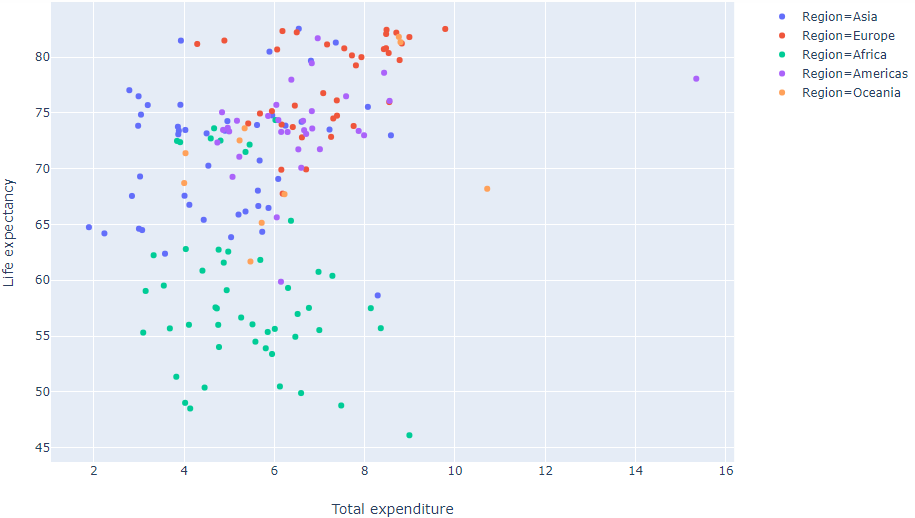 80
75
70
65
60
55
50
45
Life expectancy
2 4 6 8 10 12 14 16
Total expenditure
Region=Asia
Region=Europe
Region=Africa
Region=Americas
Region=Oceania